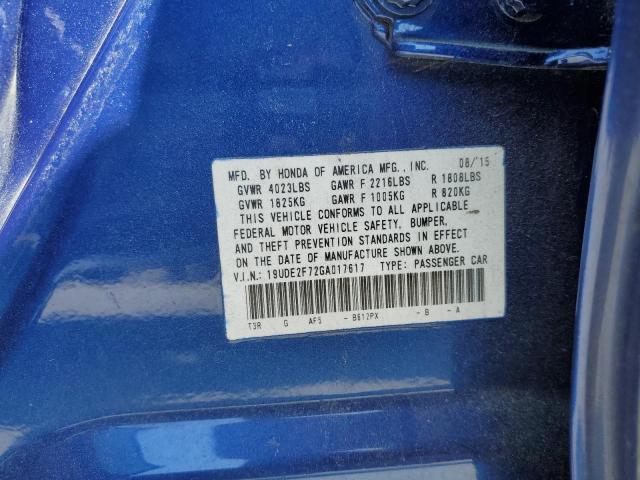 MFD. BY HONDA OF AMERICA MFG., INC. 08/'15
GVWR 4023LBS GAWR F 2216LBS R 1808LBS
GVWR 1825KG GAWR F 1005KG R 820KG
THIS VEHICLE CONFORMS TO ALL APPLICABLE
FEDERAL MOTOR VEHICLE SAFETY, BUMPER,
AND THEFT PREVENTION STANDARDS IN EFFECT
ON THE DATE OF MANUFACTURE SHOWN ABOVE.
V.I.N.: 19UDE2F72GA017617 TYPE: PASSENGER CAR
T3R G AF5 - B612PX - B - A